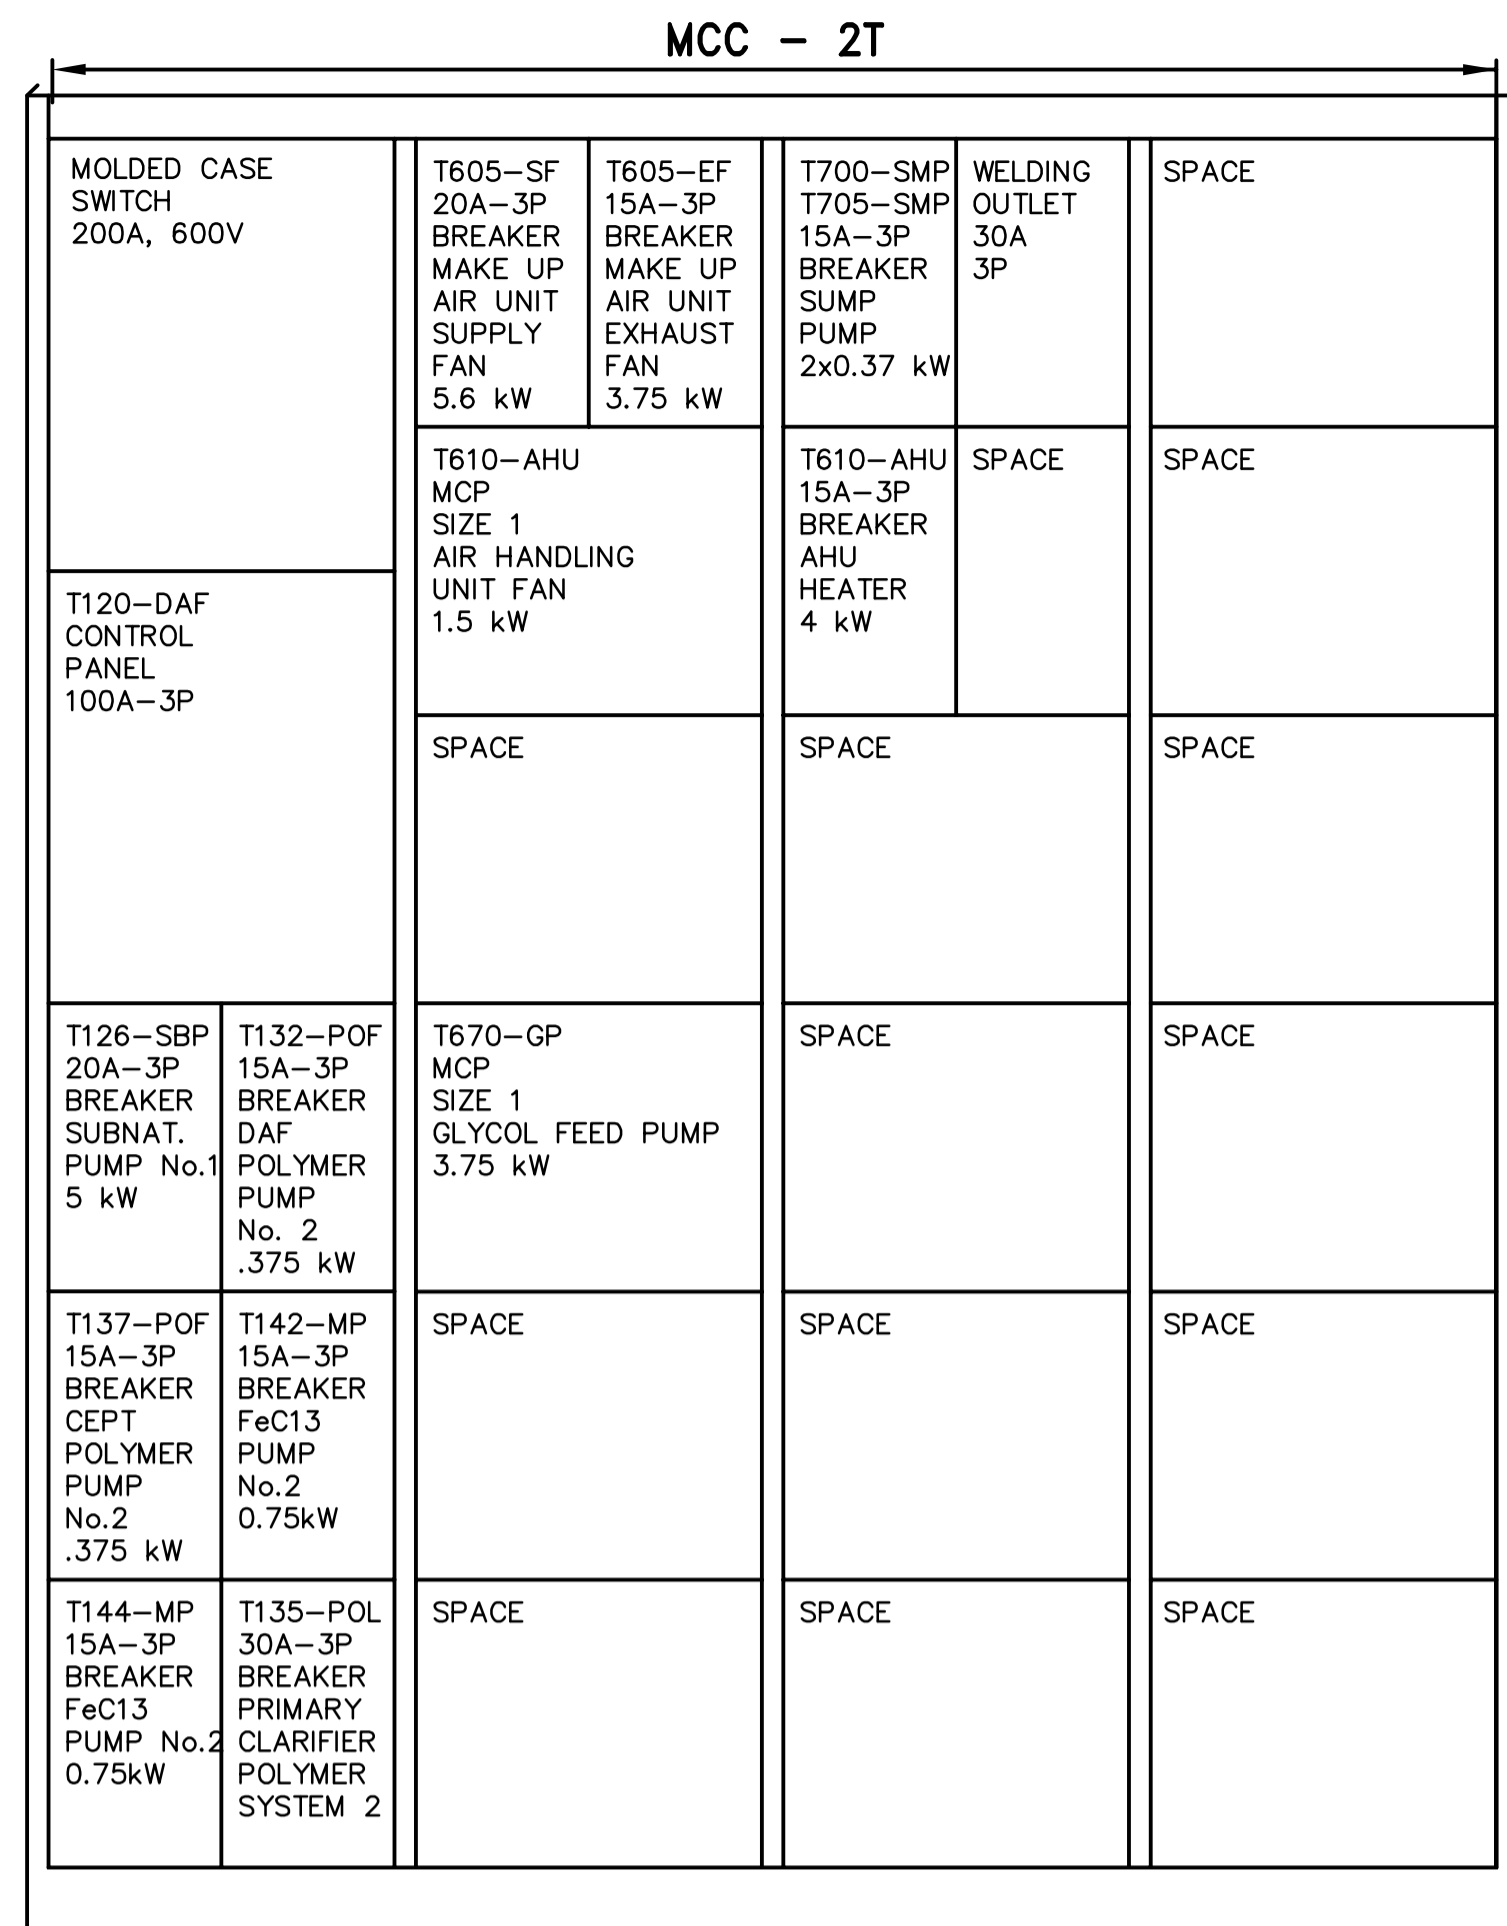 MCC - 2T
MOLDED CASE
SWITCH
200A, 600V
T120-DAF
CONTROL
PANEL
100A-3P
T126-SBP
20A-3P
BREAKER
SUBNAT.
PUMP No.1
5 kW
T132-POF
15A-3P
BREAKER
DAF
POLYMER
PUMP
No. 2
.375 kW
T137-POF
15A-3P
BREAKER
CEPT
POLYMER
PUMP
No.2
.375 kW
T142-MP
15A-3P
BREAKER
FeC13
PUMP
No.2
0.75kW
T144-MP
15A-3P
BREAKER
FeC13
PUMP No.2
0.75kW
T135-POL
30A-3P
BREAKER
PRIMARY
CLARIFIER
POLYMER
SYSTEM 2
T605-SF
20A-3P
BREAKER
MAKE UP
AIR UNIT
SUPPLY
FAN
5.6 kW
T605-EF
15A-3P
BREAKER
MAKE UP
AIR UNIT
EXHAUST
FAN
3.75 kW
T610-AHU
MCP
SIZE 1
AIR HANDLING
UNIT FAN
1.5 kW
SPACE
T670-GP
MCP
SIZE 1
GLYCOL FEED PUMP
3.75 kW
SPACE
SPACE
T700-SMP
T705-SMP
15A-3P
BREAKER
SUMP
PUMP
2x0.37 kW
WELDING
OUTLET
30A
3P
T610-AHU
15A-3P
BREAKER
AHU
HEATER
4 kW
SPACE
SPACE
SPACE
SPACE
SPACE
SPACE
SPACE
SPACE
SPACE
SPACE
SPACE